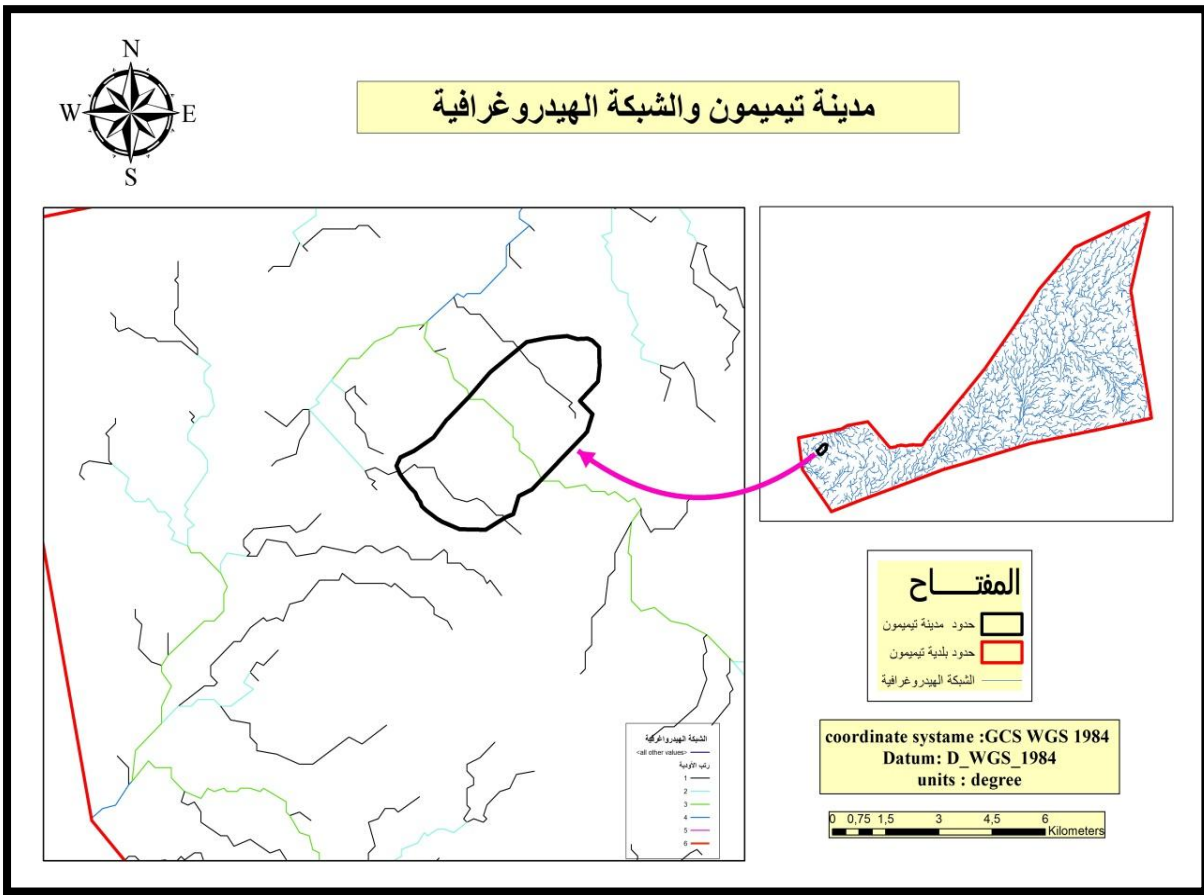 N
W E
S
مدينة تيميمون والشبكة الهيدروغرافية
المفتـــــاح
حدود مدينة تيميمون
حدود بلدية تيميمون
الشبكة الهيدروغرافية
الشبكة الهيدرواغرفية
<all other values>
رتب الأودية
1
2
3
4
5
6
coordinate systame :GCS WGS 1984
Datum: D_WGS_1984
units : degree
0 0,75 1,5 3 4,5 6
Kilometers